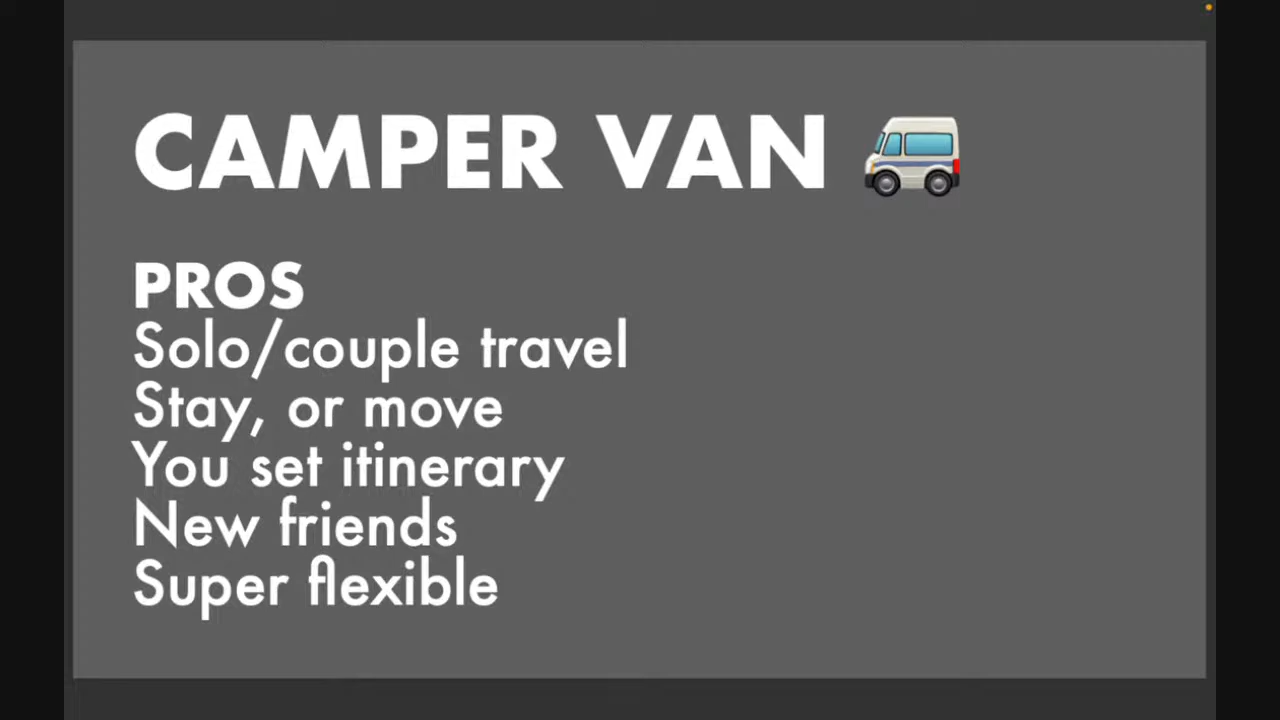 CAMPER VAN 🚐
PROS
Solo/couple travel
Stay, or move
You set itinerary
New friends
Super flexible